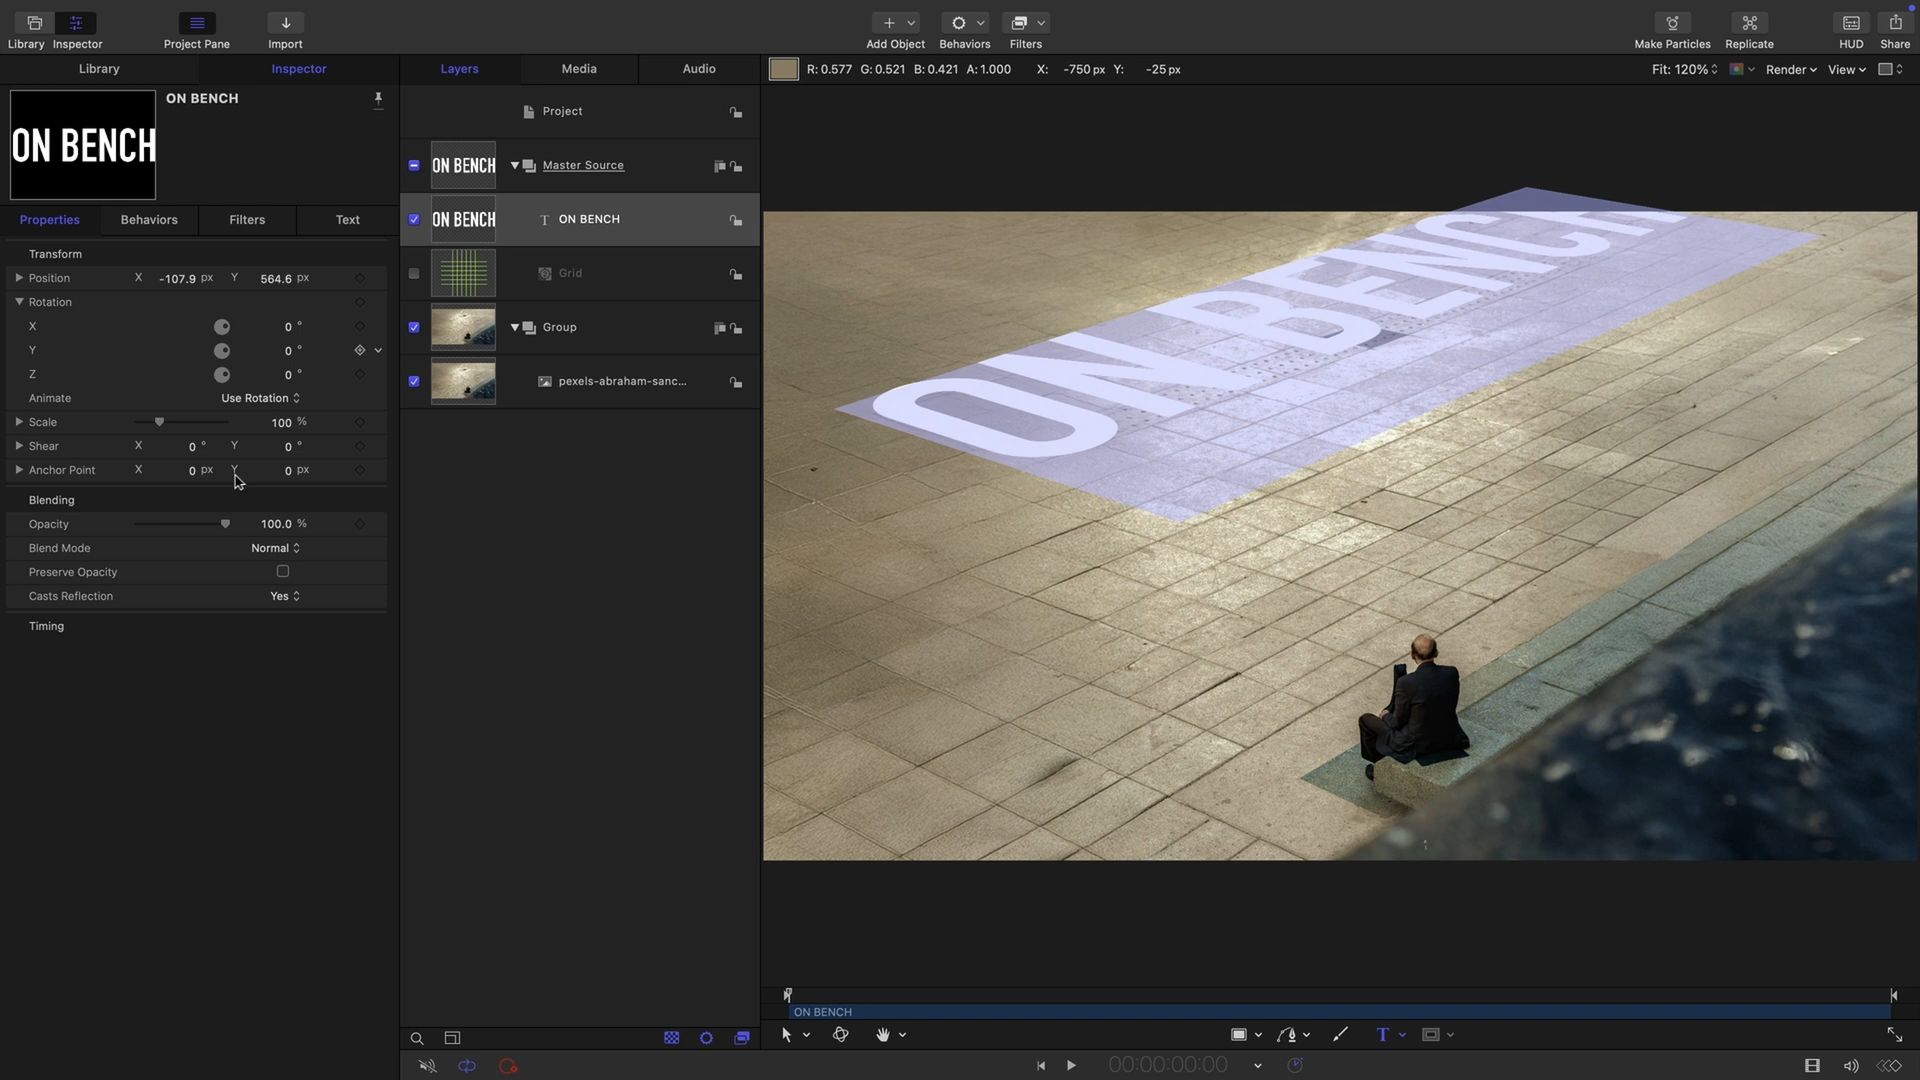 Library Inspector Project Pane Import Add Object Behaviors Filters Make Particles Replicate HUD Share
Library Inspector Layers Media Audio R: 0.577 G: 0.521 B: 0.421 A: 1.000 X: -750 px Y: -25 px Fit: 120% Render View
ON BENCH
ON BENCH
Properties Behaviors Filters Text
Transform
Position X -107.9 px Y 564.6 px
Rotation
X 0 °
Y 0 °
Z 0 °
Animate Use Rotation
Scale 100 %
Shear X 0 ° Y 0 °
Anchor Point X 0 px Y 0 px
Blending
Opacity 100.0 %
Blend Mode Normal
Preserve Opacity
Casts Reflection Yes
Timing
Project
ON BENCH Master Source
ON BENCH T ON BENCH
Grid
Group
pexels-abraham-sanc...
ON BENCH
ON BENCH
T
00:00:00:00